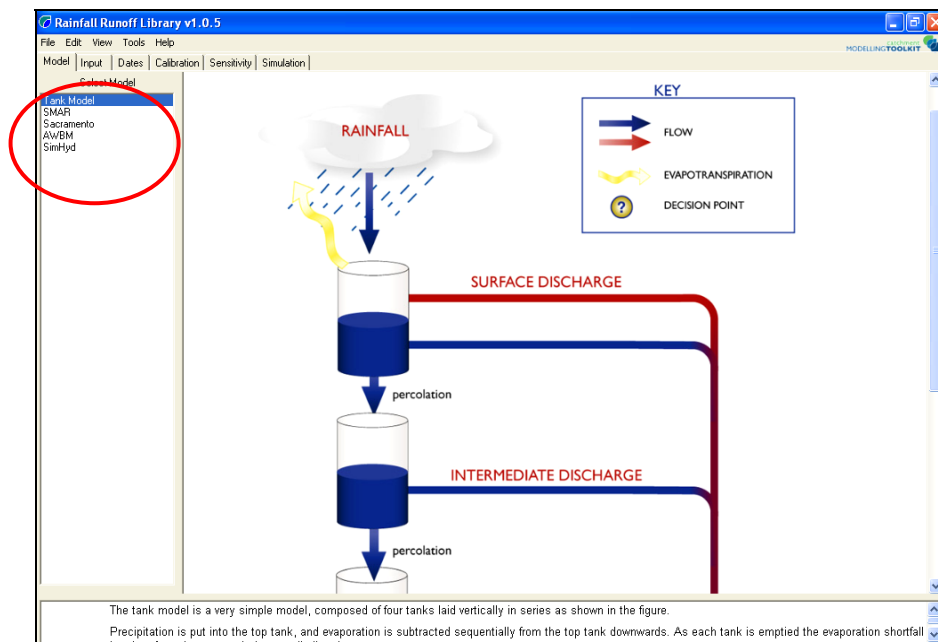 Rainfall Runoff Library v1.0.5
File Edit View Tools Help
catchment
MODELLINGTOOLKIT
Model Input Dates Calibration Sensitivity Simulation
Select Model
Tank Model
SMAR
Sacramento
AWBM
SimHyd
KEY
RAINFALL
FLOW
EVAPOTRANSPIRATION
? DECISION POINT
SURFACE DISCHARGE
percolation
INTERMEDIATE DISCHARGE
percolation
The tank model is a very simple model, composed of four tanks laid vertically in series as shown in the figure.
Precipitation is put into the top tank, and evaporation is subtracted sequentially from the top tank downwards. As each tank is emptied the evaporation shortfall